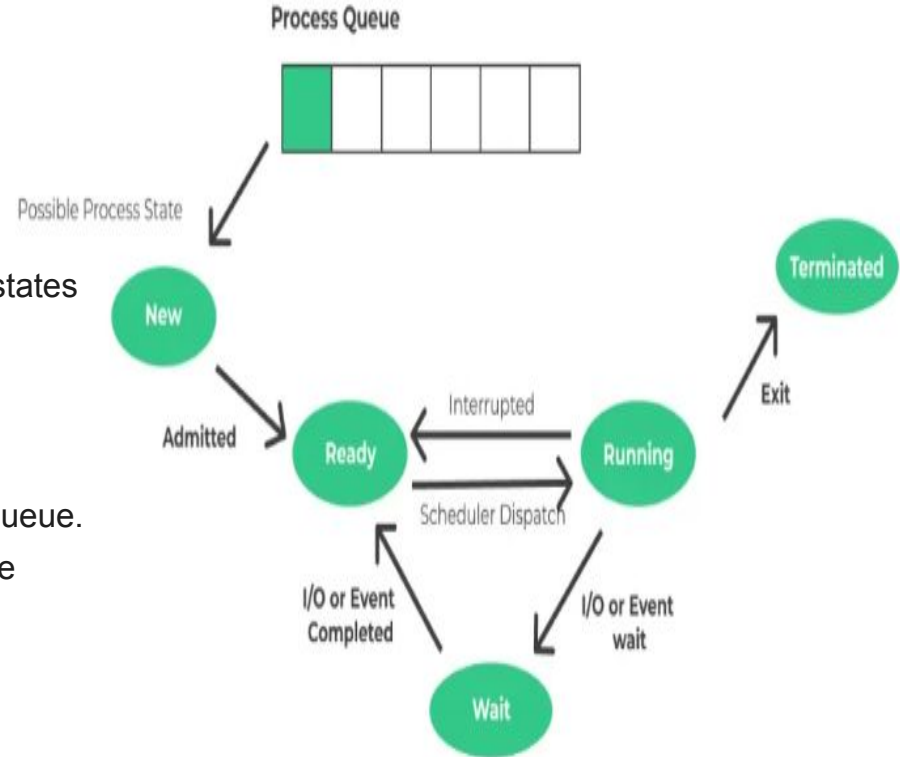 Process Queue
Possible Process State
states
New
Terminated
Interrupted
Exit
Admitted
Ready
Running
Scheduler Dispatch
ueue.
e
I/O or Event
Completed
I/O or Event
wait
Wait